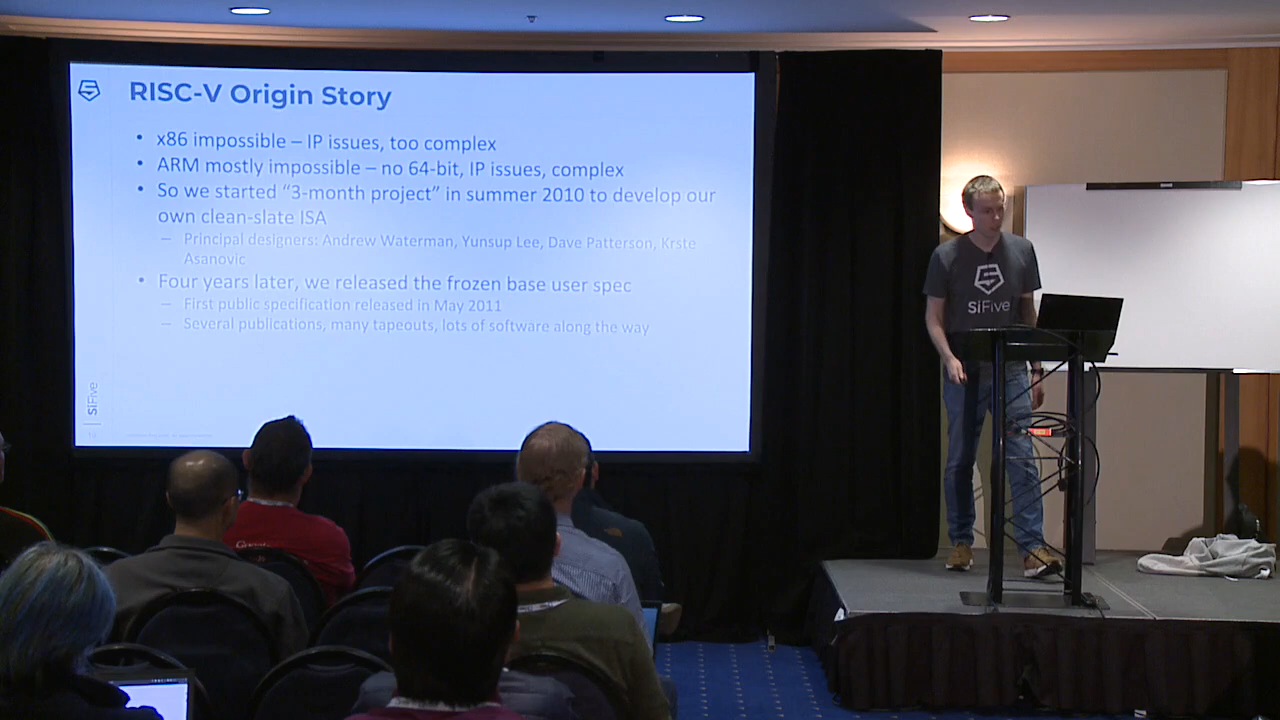 RISC-V Origin Story
• x86 impossible – IP issues, too complex
• ARM mostly impossible – no 64-bit, IP issues, complex
• So we started “3-month project” in summer 2010 to develop our
own clean-slate ISA
– Principal designers: Andrew Waterman, Yunsup Lee, Dave Patterson, Krste
Asanovic
• Four years later, we released the frozen base user spec
– First public specification released in May 2011
– Several publications, many tapeouts, lots of software along the way
SiFive
SiFive